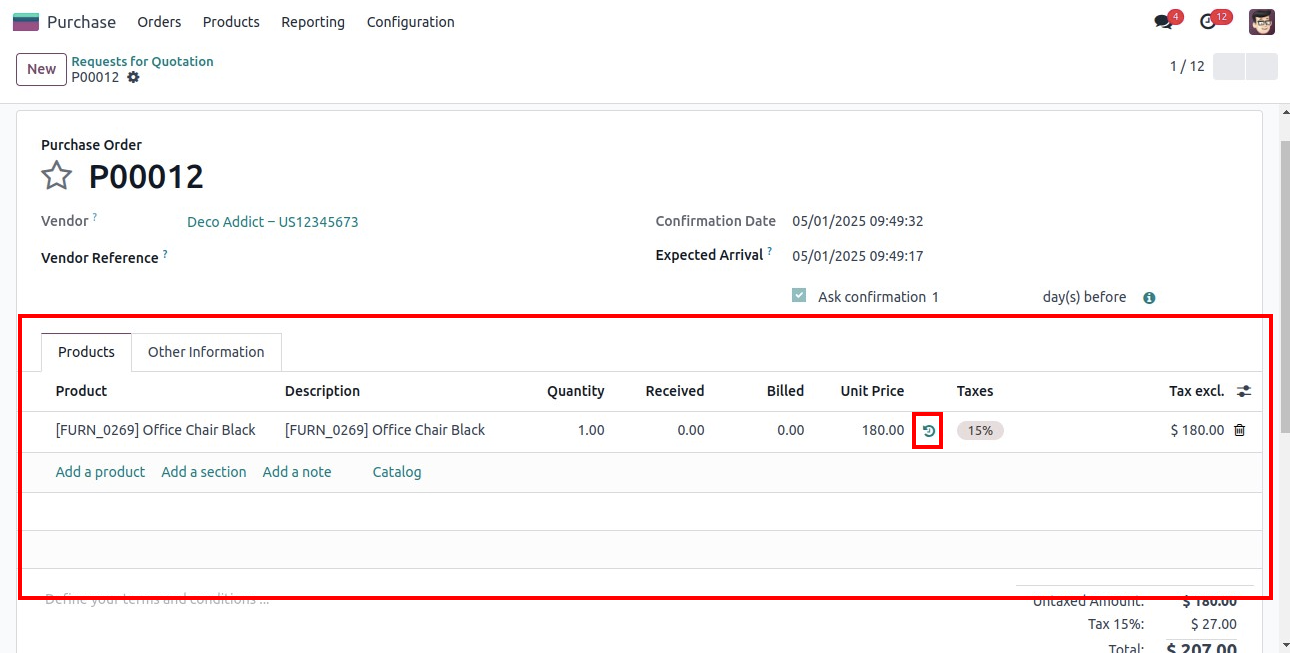 Purchase Orders Products Reporting Configuration 4 12
New Requests for Quotation
P00012 1 / 12
Purchase Order
P00012
Vendor ? Deco Addict – US12345673 Confirmation Date 05/01/2025 09:49:32
Vendor Reference ? Expected Arrival ? 05/01/2025 09:49:17
Ask confirmation 1 day(s) before
Products Other Information
Product Description Quantity Received Billed Unit Price Taxes Tax excl.
[FURN_0269] Office Chair Black [FURN_0269] Office Chair Black 1.00 0.00 0.00 180.00 15% $ 180.00
Add a product Add a section Add a note Catalog
Define your terms and conditions ... Untaxed Amount: $ 180.00
Tax 15%: $ 27.00
Total: $ 207.00